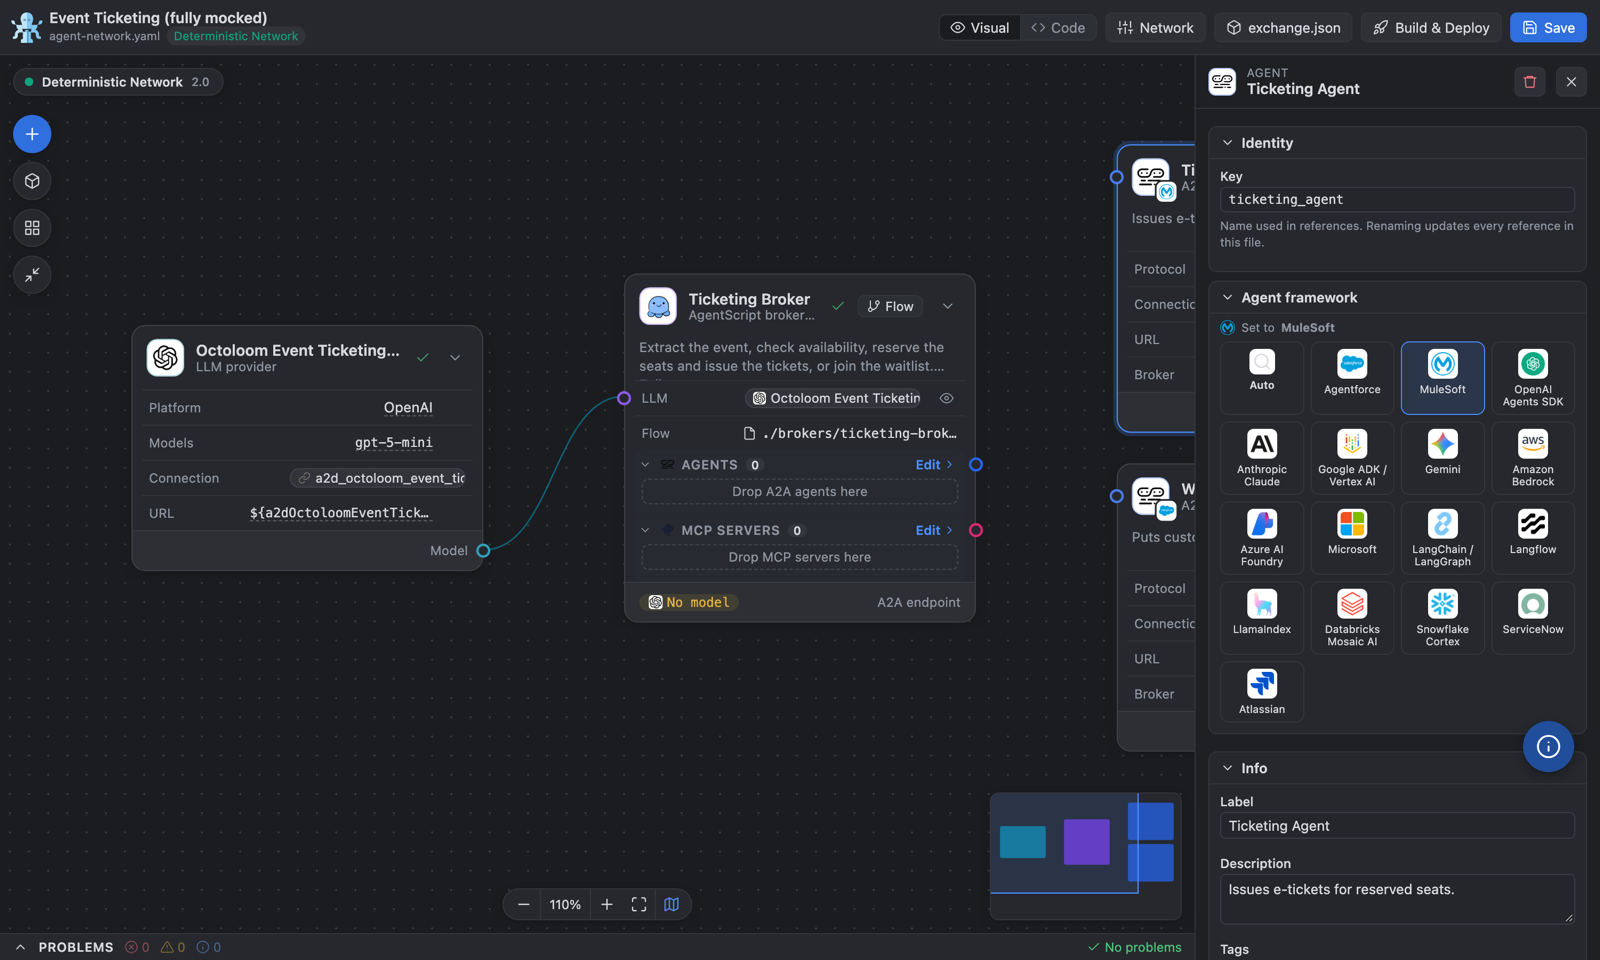 Event Ticketing (fully mocked)
agent-network.yaml
Deterministic Network
Visual
Code
Network
exchange.json
Build & Deploy
Save
Deterministic Network 2.0
Octoloom Event Ticketing...
LLM provider
Platform
OpenAI
Models
gpt-5-mini
Connection
a2d_octoloom_event_tic
URL
${a2dOctoloomEventTick…
Model
Ticketing Broker
AgentScript broker...
Flow
Extract the event, check availability, reserve the
seats and issue the tickets, or join the waitlist....
LLM
Octoloom Event Ticketin
Flow
./brokers/ticketing-brok…
AGENTS 0
Edit
Drop A2A agents here
MCP SERVERS 0
Edit
Drop MCP servers here
No model
A2A endpoint
Ti
A2
Issues e-t
Protocol
Connectio
URL
Broker
W
A2
Puts custo
Protocol
Connectio
URL
Broker
110%
PROBLEMS 0 0 0
No problems
AGENT
Ticketing Agent
Identity
Key
ticketing_agent
Name used in references. Renaming updates every reference in
this file.
Agent framework
Set to MuleSoft
Auto
Agentforce
MuleSoft
OpenAI
Agents SDK
Anthropic
Claude
Google ADK /
Vertex AI
Gemini
aws
Amazon
Bedrock
Azure AI
Foundry
Microsoft
LangChain /
LangGraph
Langflow
LlamaIndex
Databricks
Mosaic AI
Snowflake
Cortex
ServiceNow
Atlassian
Info
Label
Ticketing Agent
Description
Issues e-tickets for reserved seats.
Tags